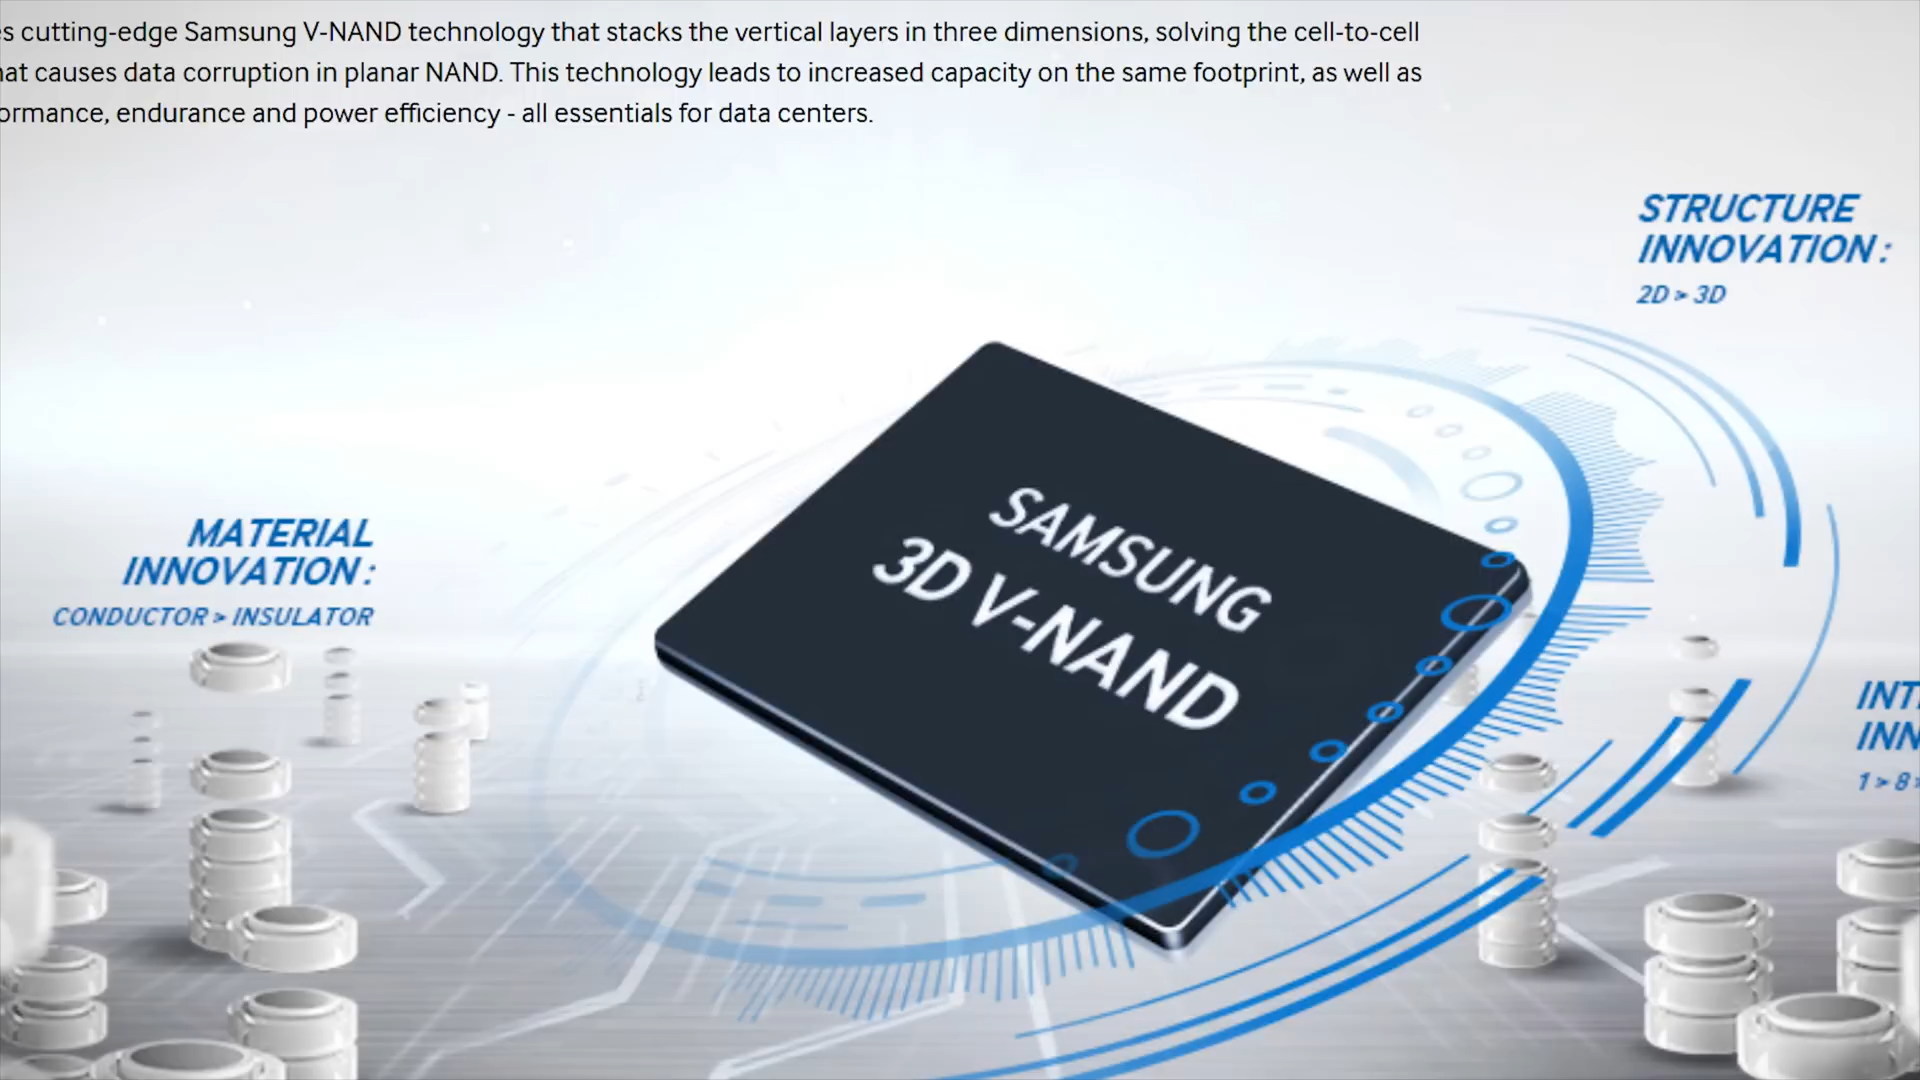 s cutting-edge Samsung V-NAND technology that stacks the vertical layers in three dimensions, solving the cell-to-cell
hat causes data corruption in planar NAND. This technology leads to increased capacity on the same footprint, as well as
ormance, endurance and power efficiency - all essentials for data centers.
STRUCTURE
INNOVATION :
2D > 3D
SAMSUNG
3D V-NAND
MATERIAL
INNOVATION :
CONDUCTOR > INSULATOR
INT
INN
1 > 8 >